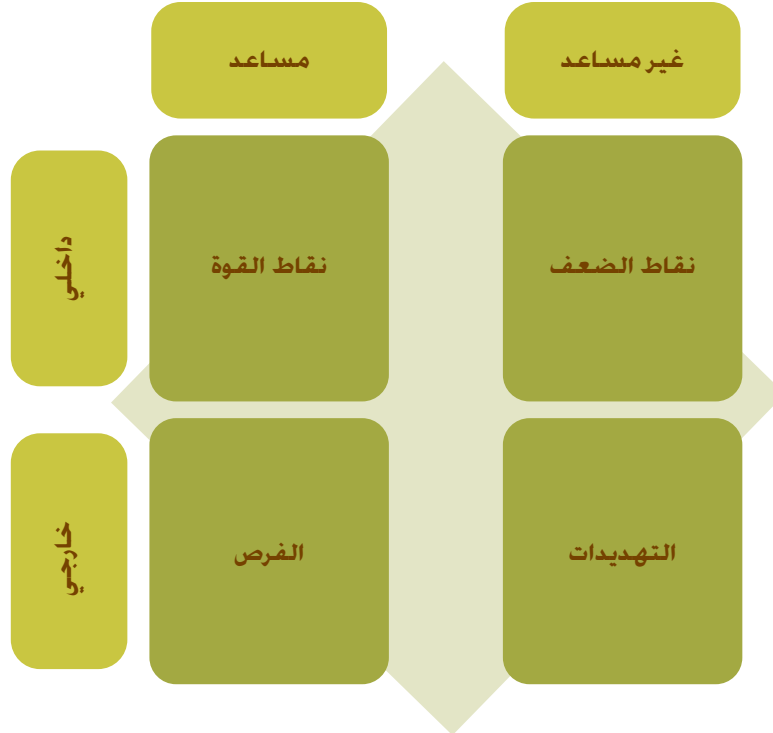 غير مساعد
مساعد
داخلي
نقاط الضعف
نقاط القوة
خارجي
التهديدات
الفرص